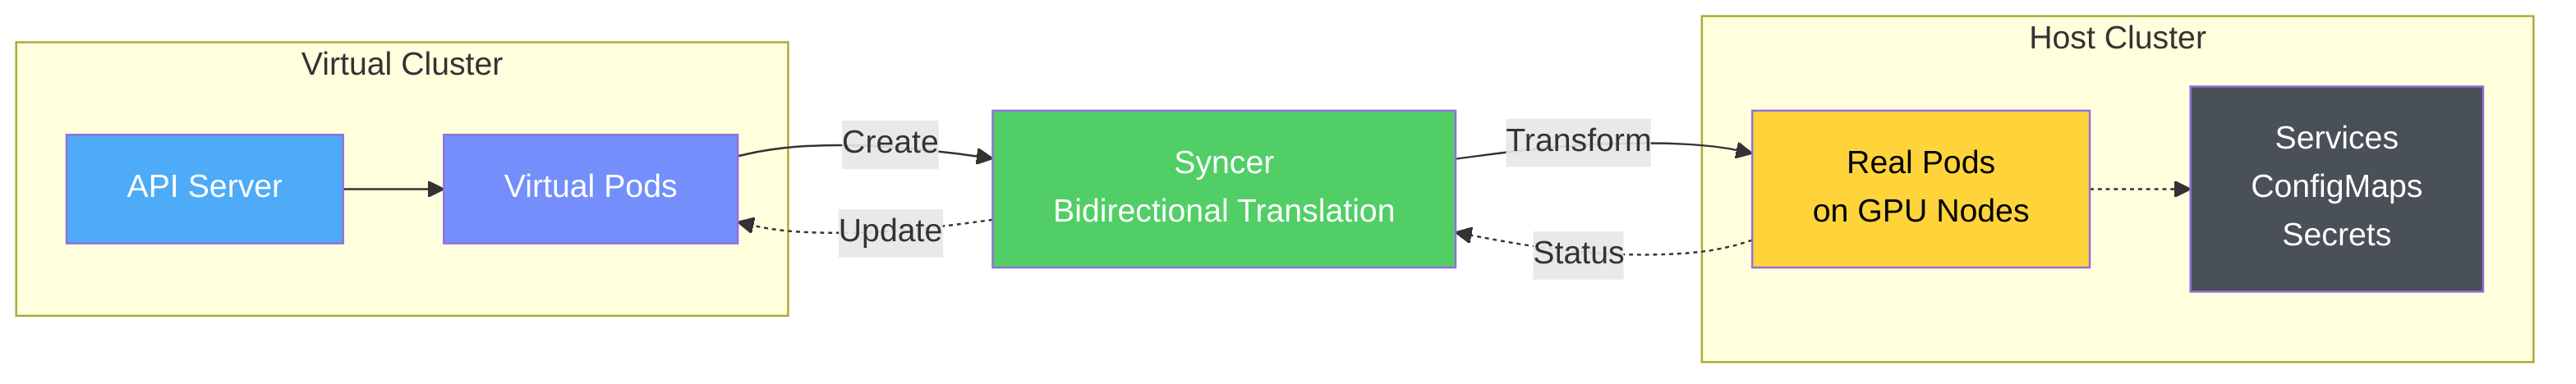 Virtual Cluster
API Server
Virtual Pods
Create
Update
Syncer
Bidirectional Translation
Transform
Status
Host Cluster
Real Pods
on GPU Nodes
Services
ConfigMaps
Secrets